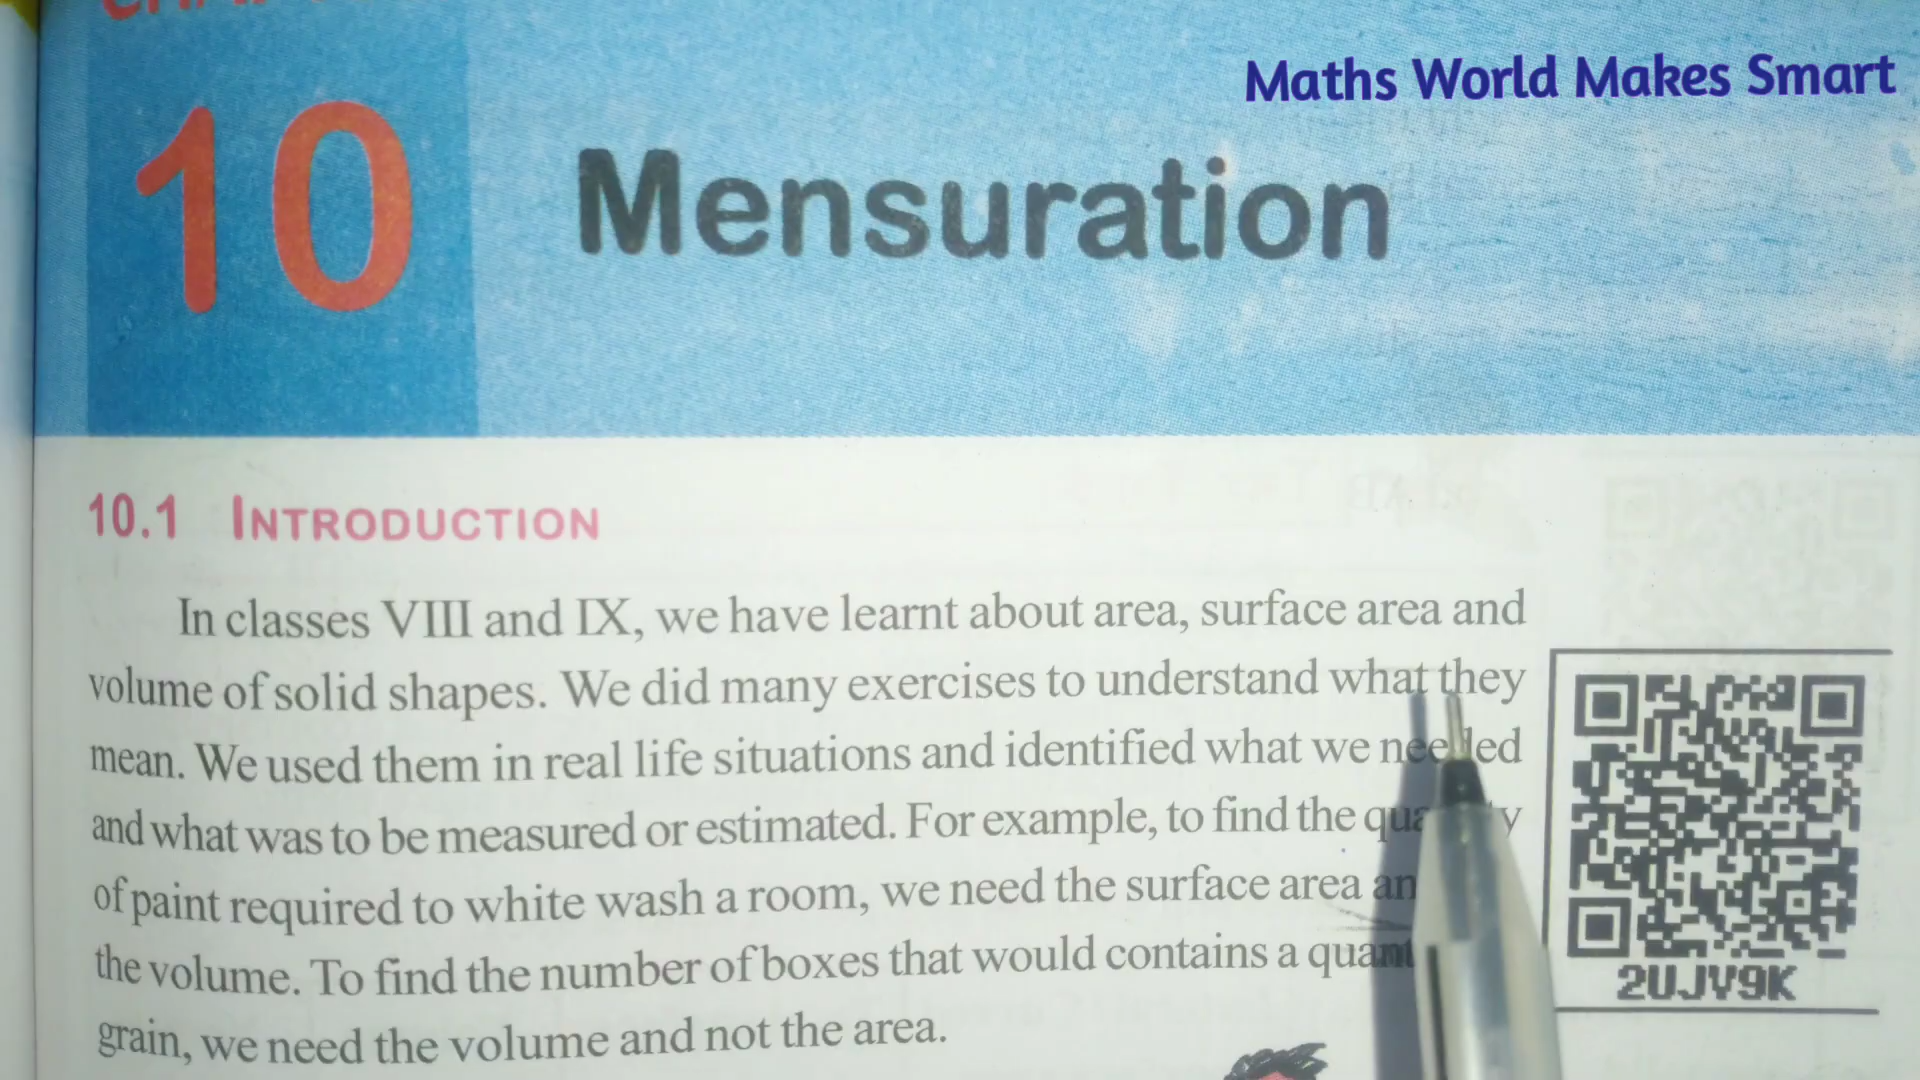 Maths World Makes Smart
10
Mensuration
10.1 INTRODUCTION
In classes VIII and IX, we have learnt about area, surface area and
volume of solid shapes. We did many exercises to understand what they
mean. We used them in real life situations and identified what we needed
and what was to be measured or estimated. For example, to find the
of paint required to white wash a room, we need the surface area
the volume. To find the number of boxes that would contains a
grain, we need the volume and not the area.
2UJV9K